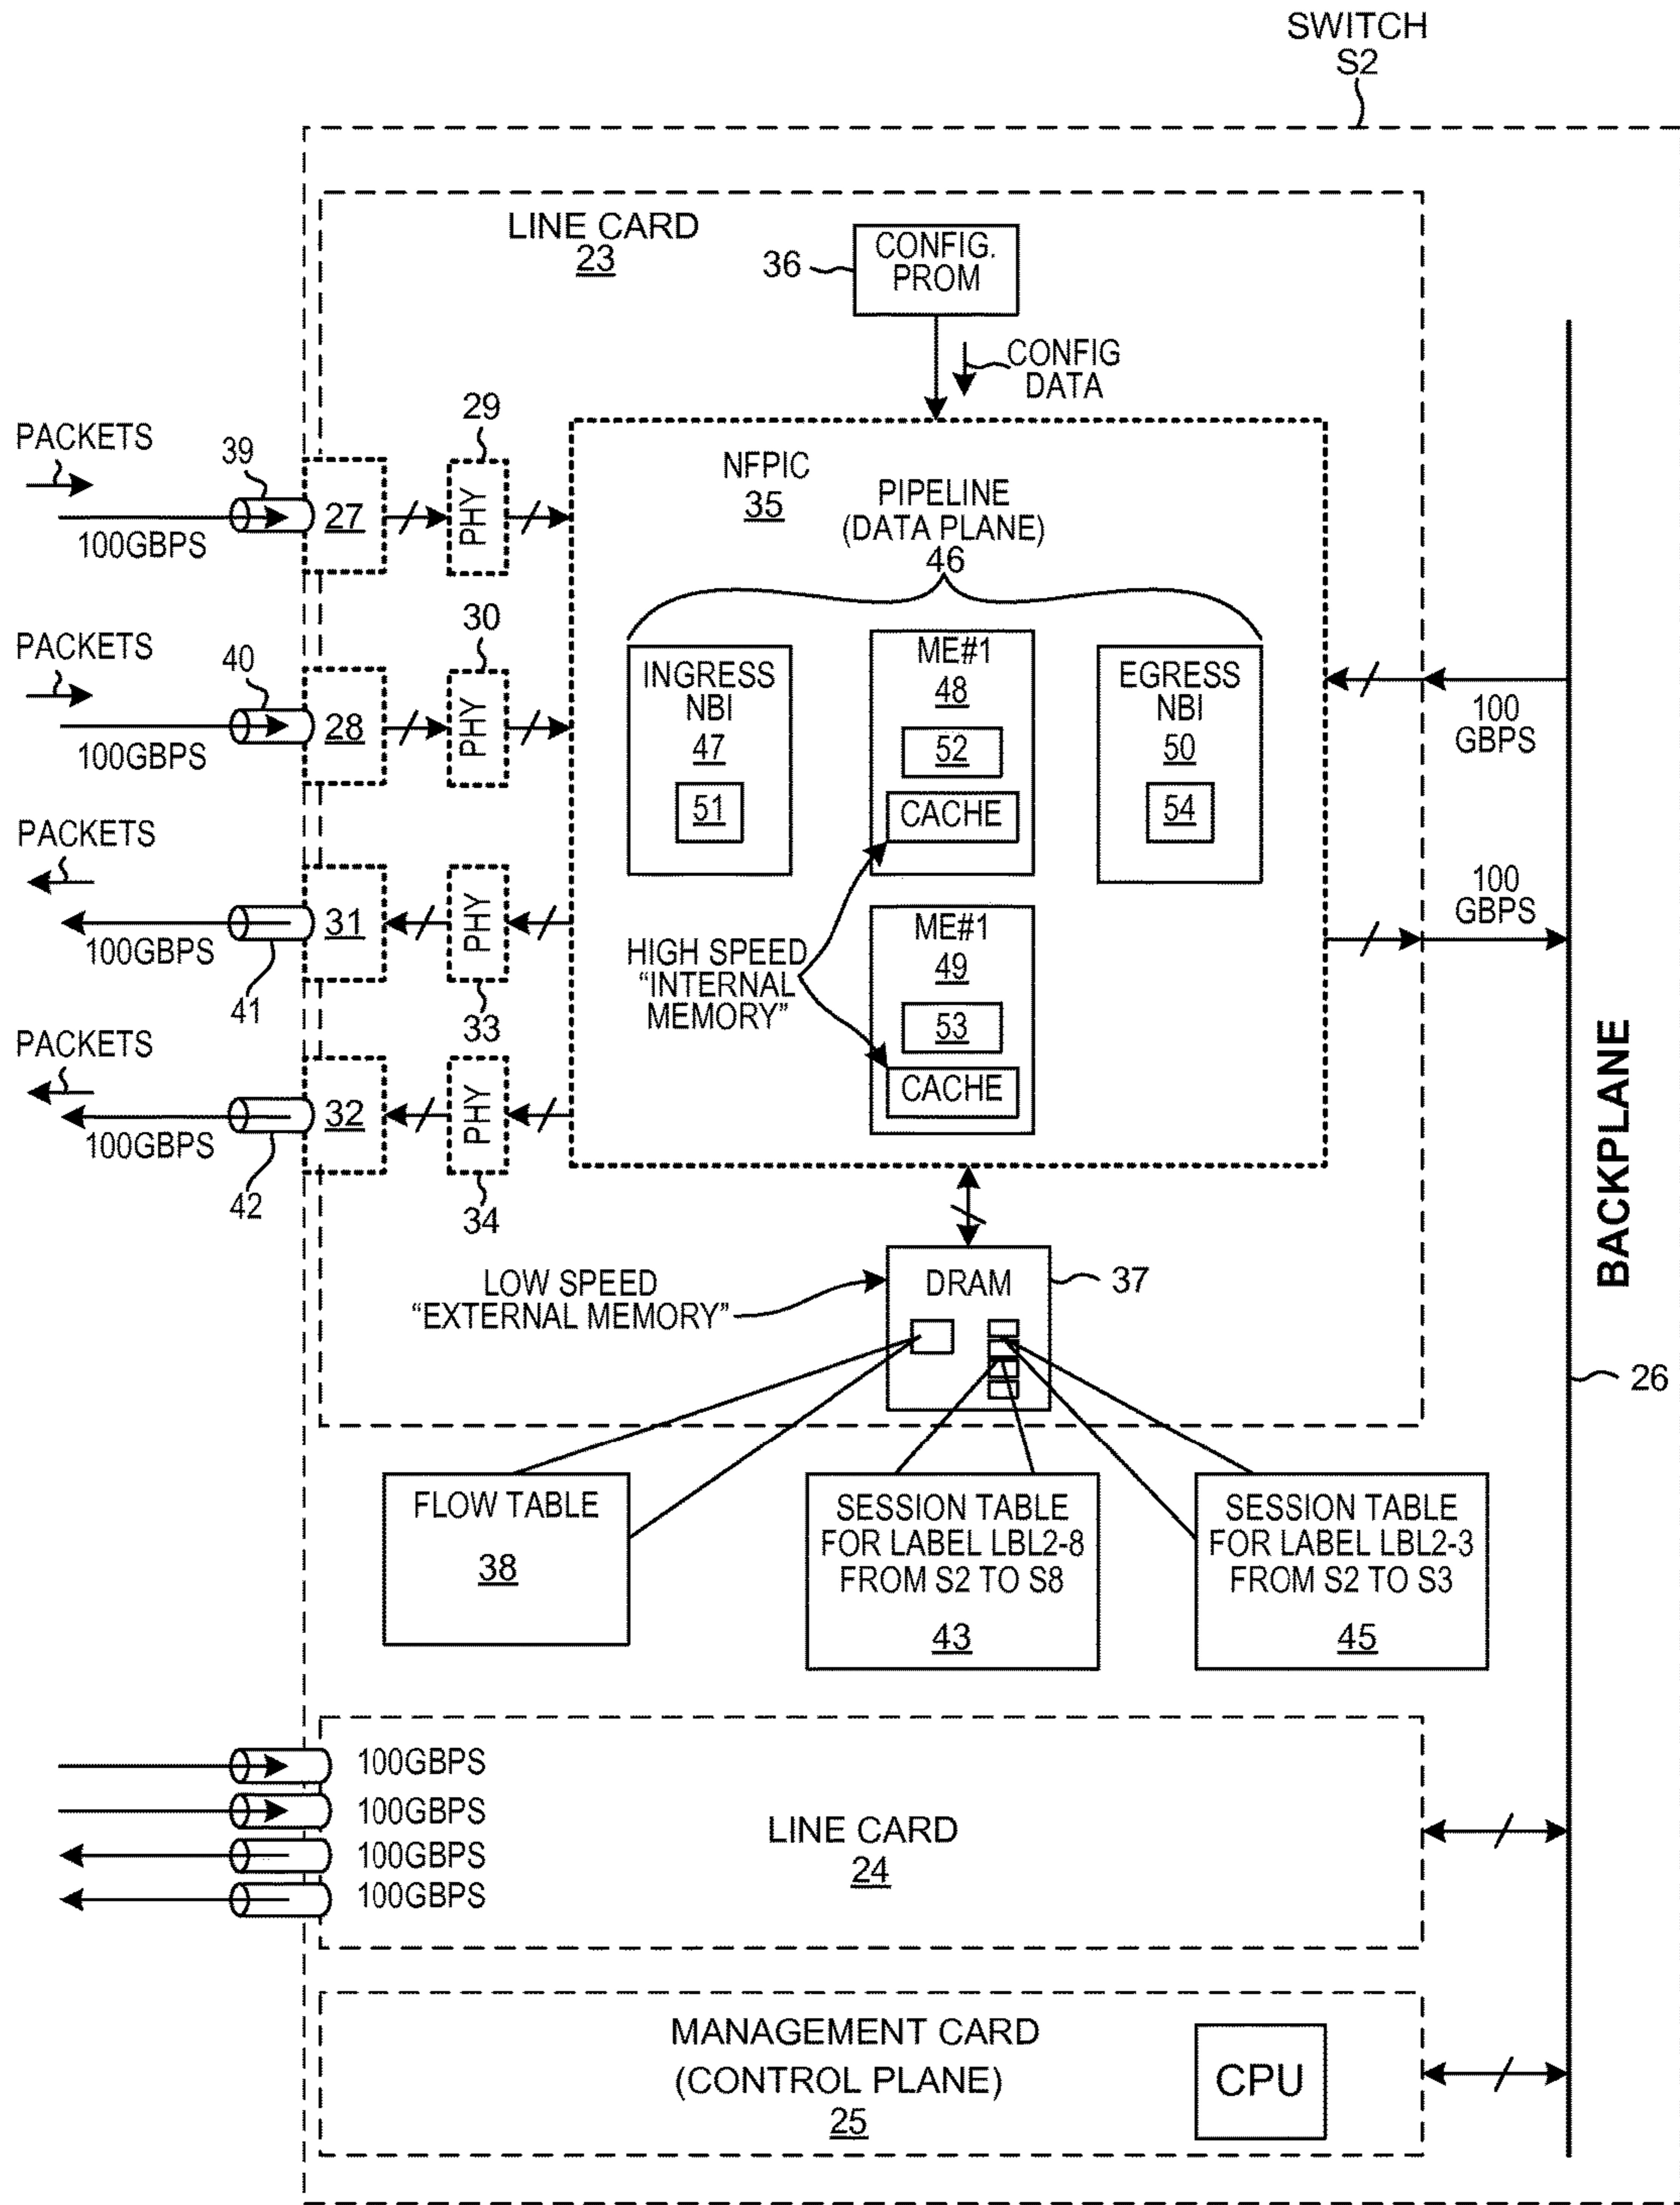 SWITCH
S2
LINE CARD
23
36
CONFIG.
PROM
CONFIG
DATA
PACKETS
39
100GBPS
27
29
PHY
NFPIC
35
PIPELINE
(DATA PLANE)
46
PACKETS
40
100GBPS
28
30
PHY
INGRESS
NBI
47
51
ME#1
48
52
CACHE
EGRESS
NBI
50
54
100
GBPS
PACKETS
100GBPS
41
31
PHY
33
HIGH SPEED
“INTERNAL
MEMORY”
ME#1
49
53
CACHE
100
GBPS
PACKETS
100GBPS
42
32
PHY
34
BACKPLANE
26
LOW SPEED
“EXTERNAL MEMORY”
DRAM
37
FLOW TABLE
38
SESSION TABLE
FOR LABEL LBL2-8
FROM S2 TO S8
43
SESSION TABLE
FOR LABEL LBL2-3
FROM S2 TO S3
45
100GBPS
100GBPS
100GBPS
100GBPS
LINE CARD
24
MANAGEMENT CARD
(CONTROL PLANE)
25
CPU